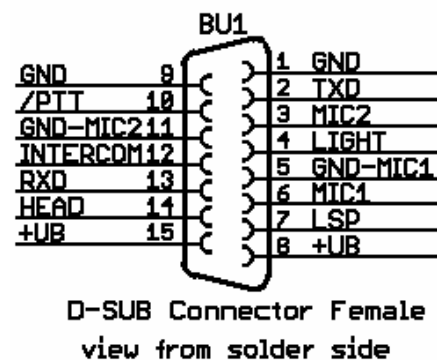 BU1
GND 9
/PTT 10
GND-MIC2 11
INTERCOM 12
RXD 13
HEAD 14
+UB 15
1 GND
2 TXD
3 MIC2
4 LIGHT
5 GND-MIC1
6 MIC1
7 LSP
8 +UB
D-SUB Connector Female
view from solder side